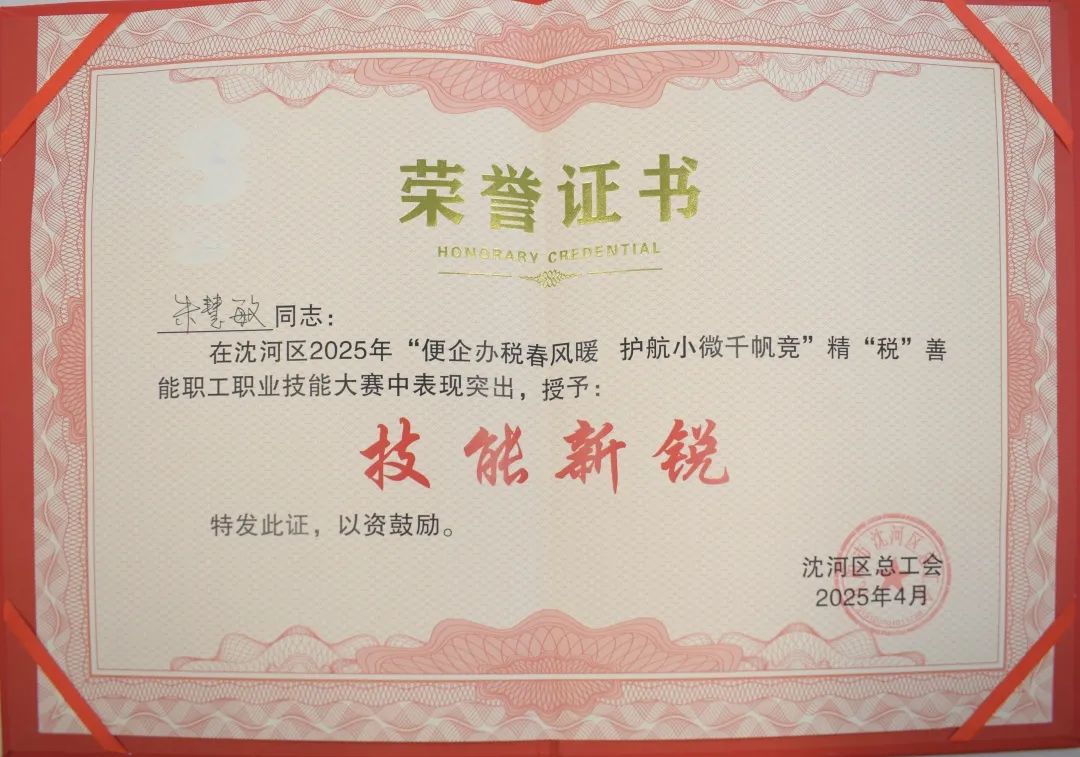 荣誉证书
HONORARY CREDENTIAL
朱慧敏同志：
在沈河区2025年“便企办税春风暖 护航小微千帆竞”精“税”善
能职工职业技能大赛中表现突出，授予：
技能新锐
特发此证，以资鼓励。
沈河区总工会
2025年4月